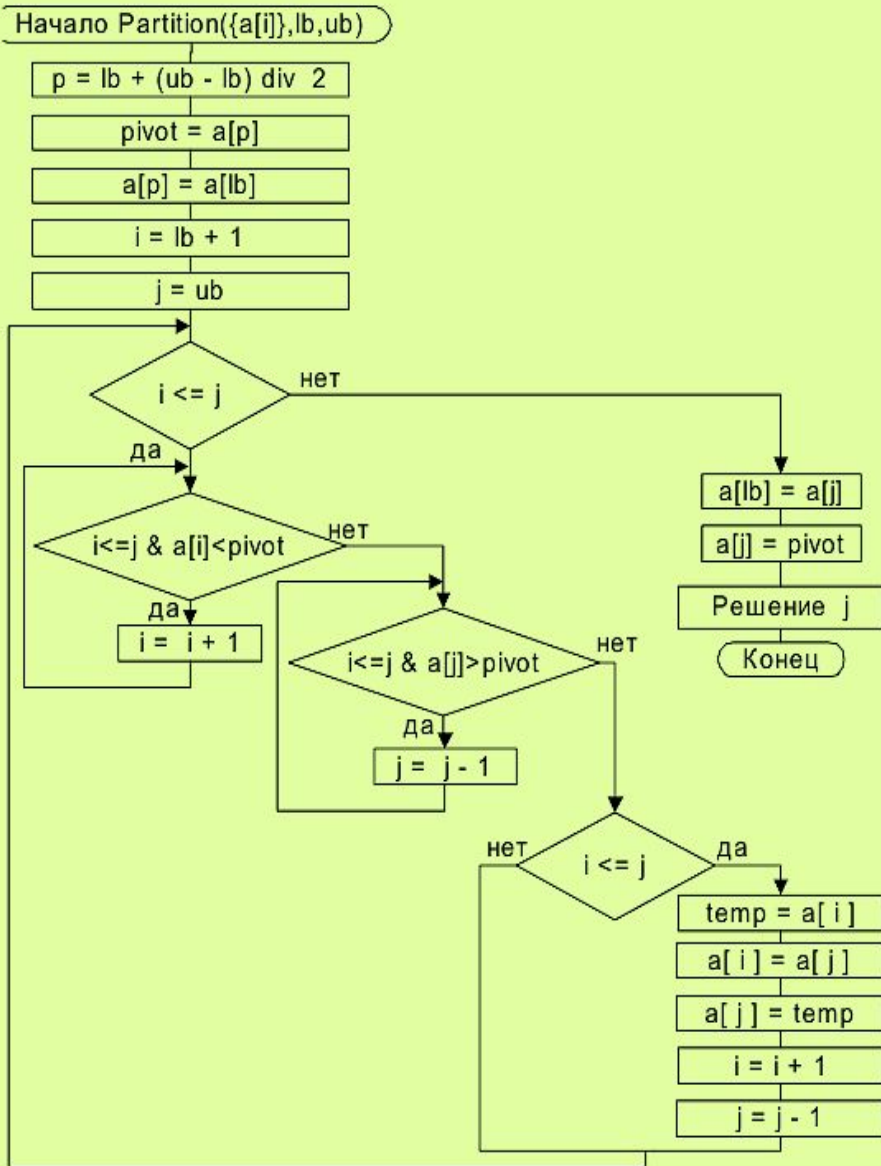 Начало Partition({a[i]},lb,ub)
p = lb + (ub - lb) div 2
pivot = a[p]
a[p] = a[lb]
i = lb + 1
j = ub
i <= j
нет
да
a[lb] = a[j]
a[j] = pivot
Решение j
Конец
i<=j & a[i]<pivot
нет
да
i = i + 1
i<=j & a[j]>pivot
нет
да
j = j - 1
i <= j
нет
да
temp = a[ i ]
a[ i ] = a[ j ]
a[ j ] = temp
i = i + 1
j = j - 1